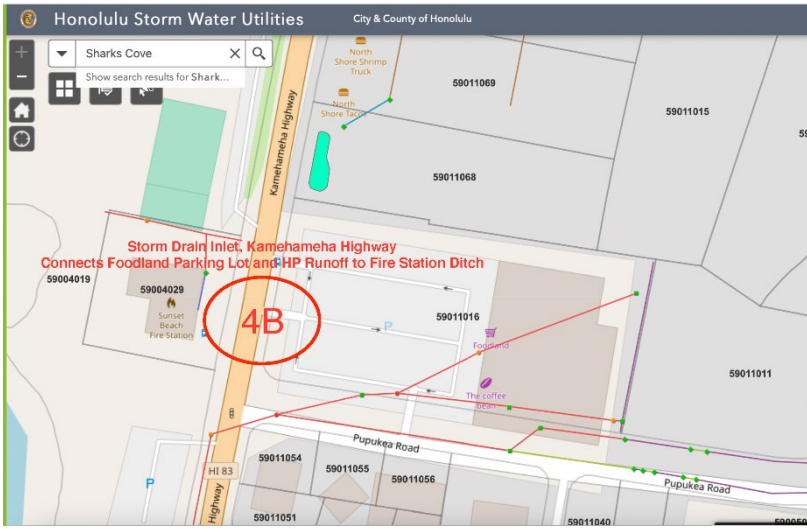 Honolulu Storm Water Utilities
City & County of Honolulu
Sharks Cove
Show search results for Shark...
North
Shore Shrimp
Truck
North
Shore Tacos
59011069
59011015
59011068
Kamehameha Highway
Storm Drain Inlet, Kamehameha Highway
Connects Foodland Parking Lot and HP Runoff to Fire Station Ditch
59004019
59004029
Sunset
Beach
Fire Station
4B
P
59011016
Foodland
The coffee
bean
59011011
Pupukea Road
HI 83
P
Highway
59011054
59011055
59011056
59011051
59011040
Pupukea Road